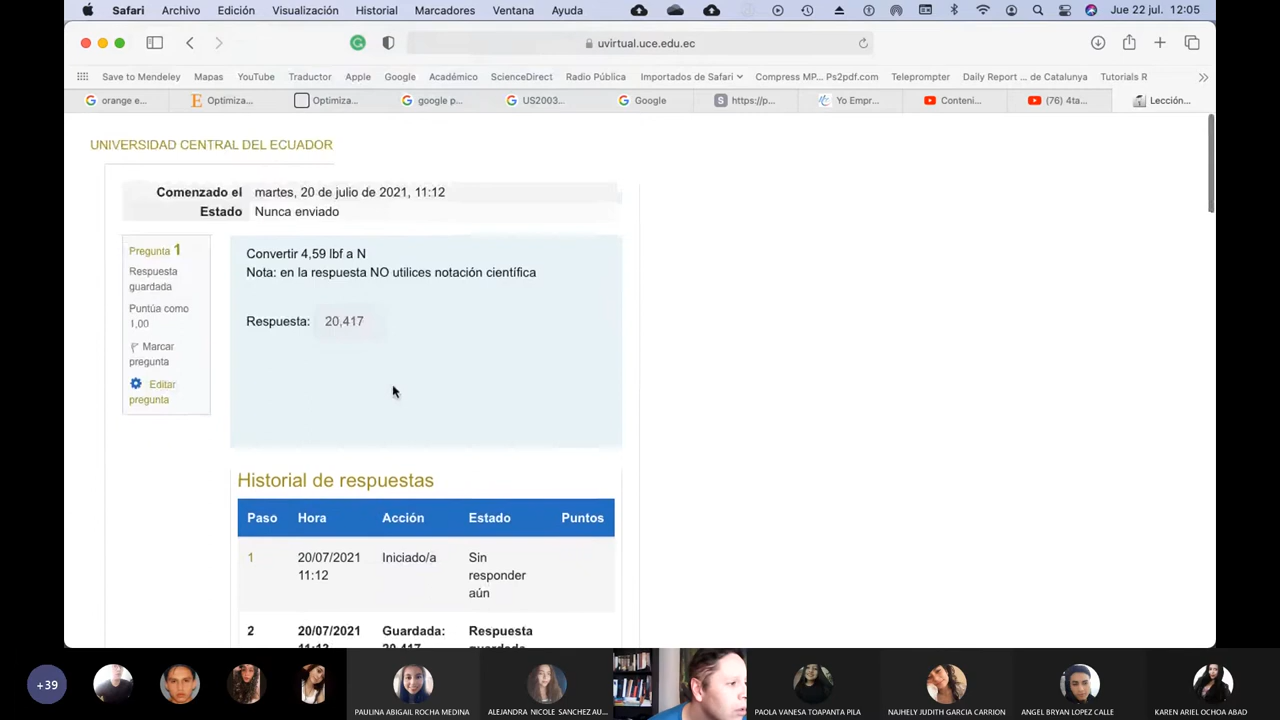 Safari Archivo Edición Visualización Historial Marcadores Ventana Ayuda Jue 22 jul. 12:05
uvirtual.uce.edu.ec
Save to Mendeley Mapas YouTube Traductor Apple Google Académico ScienceDirect Radio Pública Importados de Safari Compress MP... Ps2pdf.com Teleprompter Daily Report ... de Catalunya Tutorials R
orange e... Optimiza... Optimiza... google p... US2003... Google https://p... Yo Empr... Conteni... (76) 4ta... Lección...
UNIVERSIDAD CENTRAL DEL ECUADOR
Comenzado el martes, 20 de julio de 2021, 11:12
Estado Nunca enviado
Pregunta 1
Respuesta
guardada
Puntúa como
1,00
Marcar
pregunta
Editar
pregunta
Convertir 4,59 lbf a N
Nota: en la respuesta NO utilices notación científica
Respuesta: 20,417
Historial de respuestas
Paso Hora Acción Estado Puntos
1 20/07/2021 Iniciado/a Sin
11:12 responder
aún
2 20/07/2021 Guardada: Respuesta
11:12 20,417 guardada
+39 PAULINA ABIGAIL ROCHA MEDINA ALEJANDRA NICOLE SANCHEZ AU... PAOLA VANESA TOAPANTA PILA NAJHELY JUDITH GARCIA CARRION ANGEL BRYAN LOPEZ CALLE KAREN ARIEL OCHOA ABAD